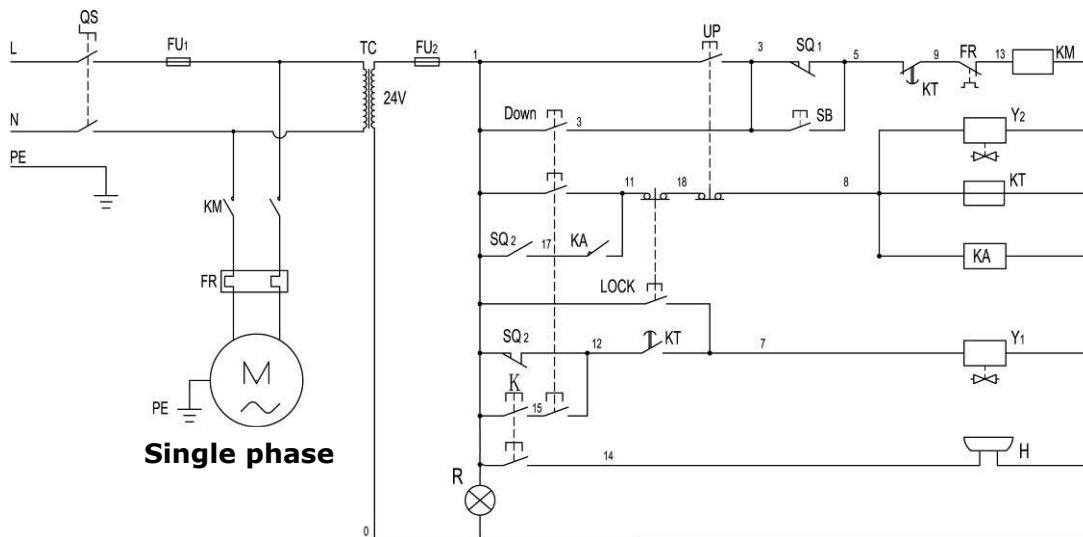 QS
L
FU1
TC
FU2
1
UP
3
SQ1
5
9
FR
13
KM
KT
24V
N
Down
3
SB
Y2
PE
11
18
8
KT
KM
SQ2
17
KA
KA
FR
LOCK
SQ2
12
KT
7
Y1
M
K
15
PE
Single phase
14
H
R
0